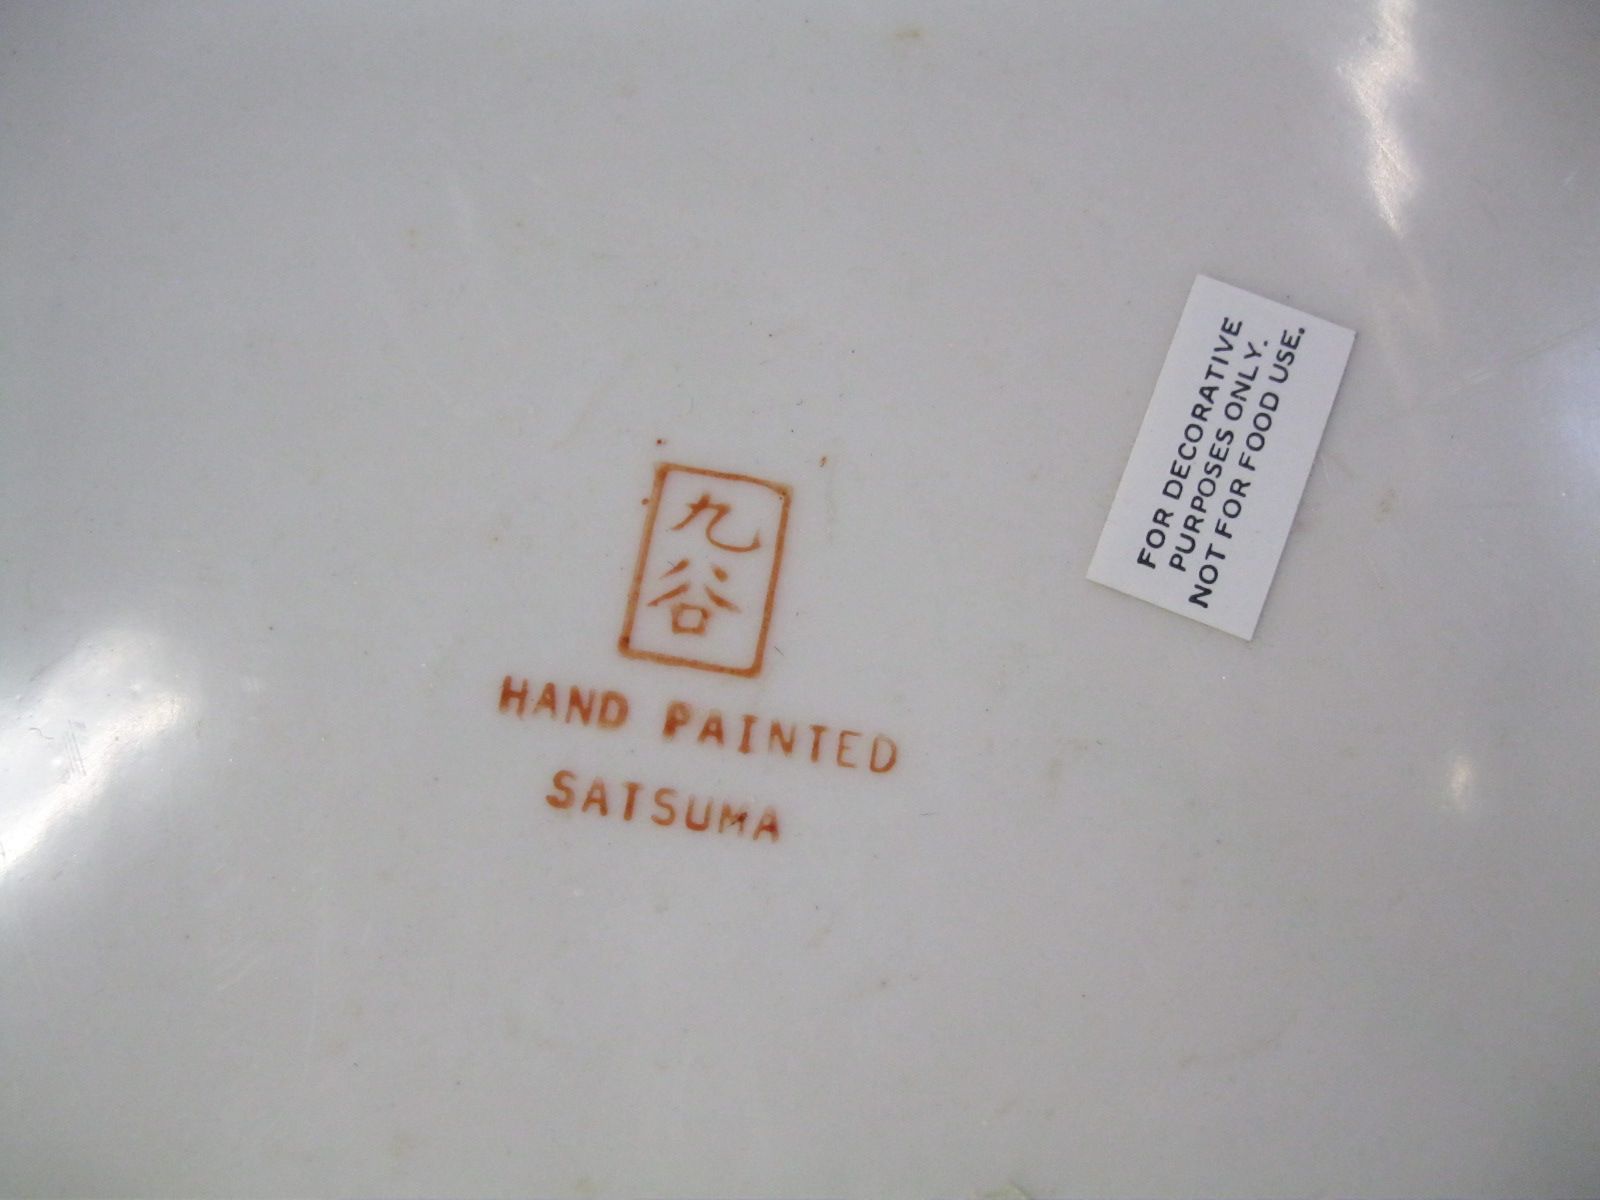 九
谷
HAND PAINTED
SATSUMA
FOR DECORATIVE
PURPOSES ONLY.
NOT FOR FOOD USE.